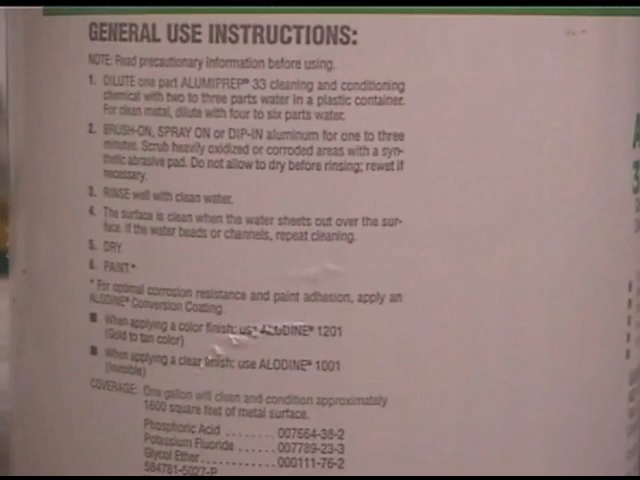 GENERAL USE INSTRUCTIONS:
NOTE: Read precautionary information before using.
1. DILUTE one part ALUMIPREP® 33 cleaning and conditioning
chemical with two to three parts water in a plastic container.
For clean metal, dilute with four to six parts water.
2. BRUSH-ON, SPRAY ON or DIP-IN aluminum for one to three
minutes. Scrub heavily oxidized or corroded areas with a syn-
thetic abrasive pad. Do not allow to dry before rinsing; rewet if
necessary.
3. RINSE well with clean water.
4. The surface is clean when the water sheets out over the sur-
face. If the water beads or channels, repeat cleaning.
5. DRY.
6. PAINT.*
* For optimal corrosion resistance and paint adhesion, apply an
ALODINE® Conversion Coating.
■ When applying a color finish: use ALODINE® 1201
(Gold to tan color)
■ When applying a clear finish: use ALODINE® 1001
(Invisible)
COVERAGE: One gallon will clean and condition approximately
1600 square feet of metal surface.
Phosphoric Acid ........ 007664-38-2
Potassium Fluoride ...... 007789-23-3
Glycol Ether ........... 000111-76-2
584781-5027-P